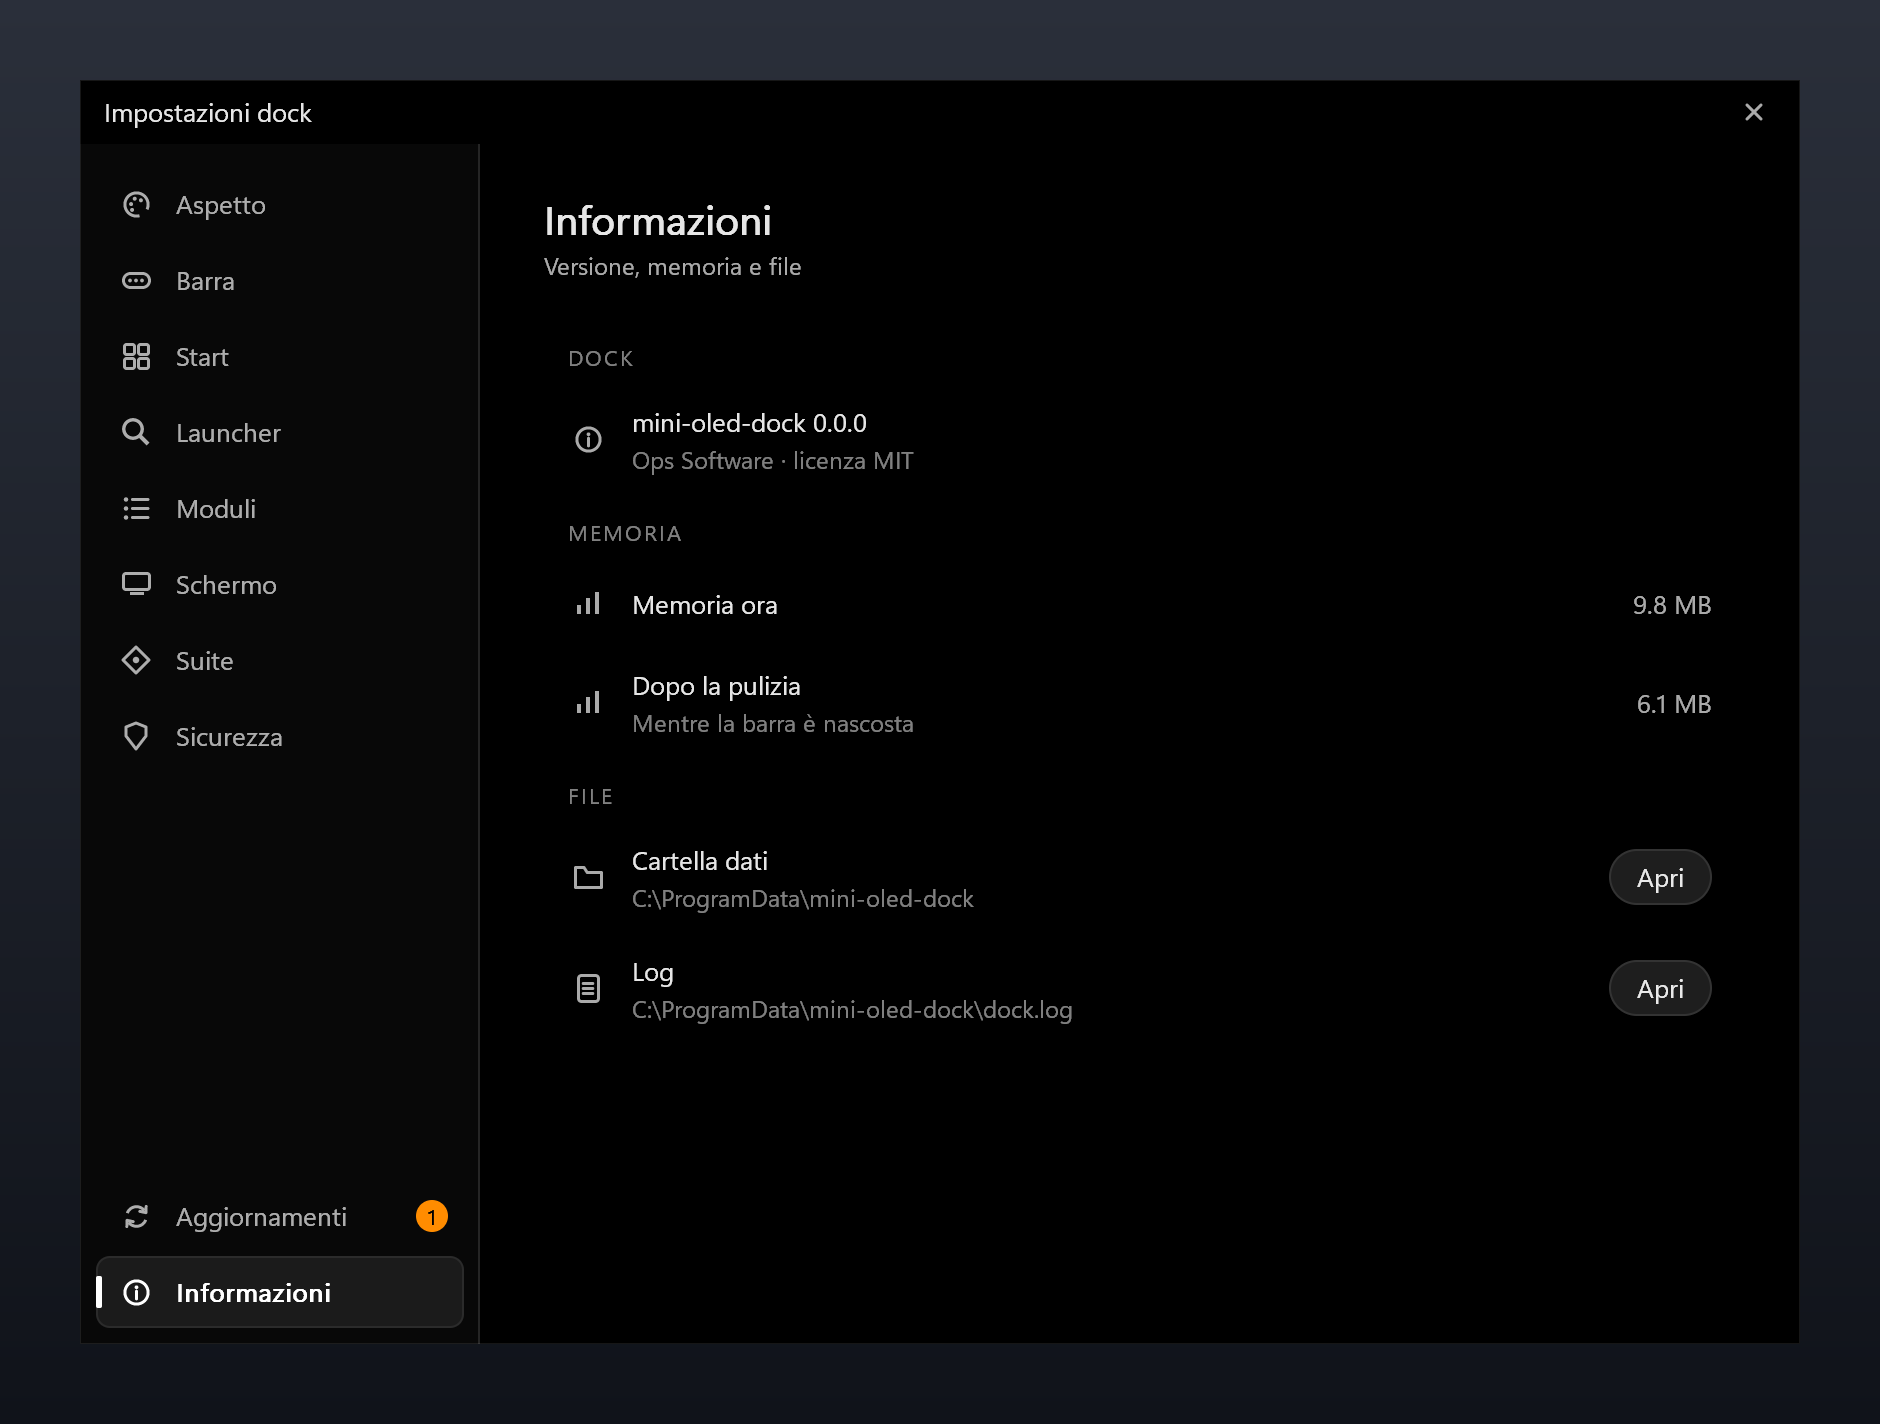 Impostazioni dock
Aspetto
Barra
Start
Launcher
Moduli
Schermo
Suite
Sicurezza
Aggiornamenti 1
Informazioni
Informazioni
Versione, memoria e file
DOCK
mini-oled-dock 0.0.0
Ops Software · licenza MIT
MEMORIA
Memoria ora 9.8 MB
Dopo la pulizia
Mentre la barra è nascosta
6.1 MB
FILE
Cartella dati
C:\ProgramData\mini-oled-dock
Apri
Log
C:\ProgramData\mini-oled-dock\dock.log
Apri